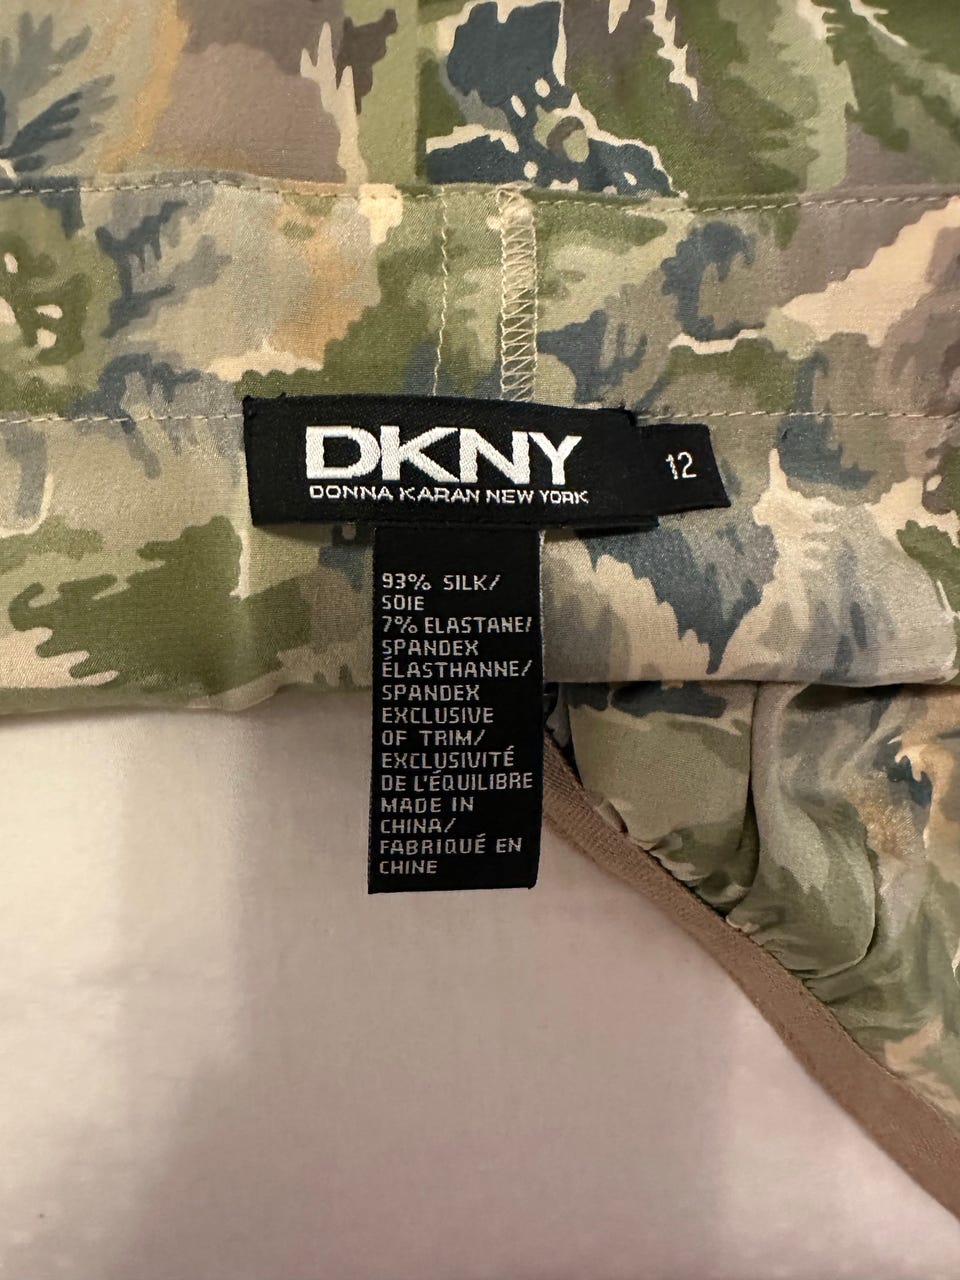 DKNY
DONNA KARAN NEW YORK
12
93% SILK/
SOIE
7% ELASTANE/
SPANDEX
ÉLASTHANNE/
SPANDEX
EXCLUSIVE
OF TRIM/
EXCLUSIVITÉ
DE L'ÉQUILIBRE
MADE IN
CHINA/
FABRIQUÉ EN
CHINE